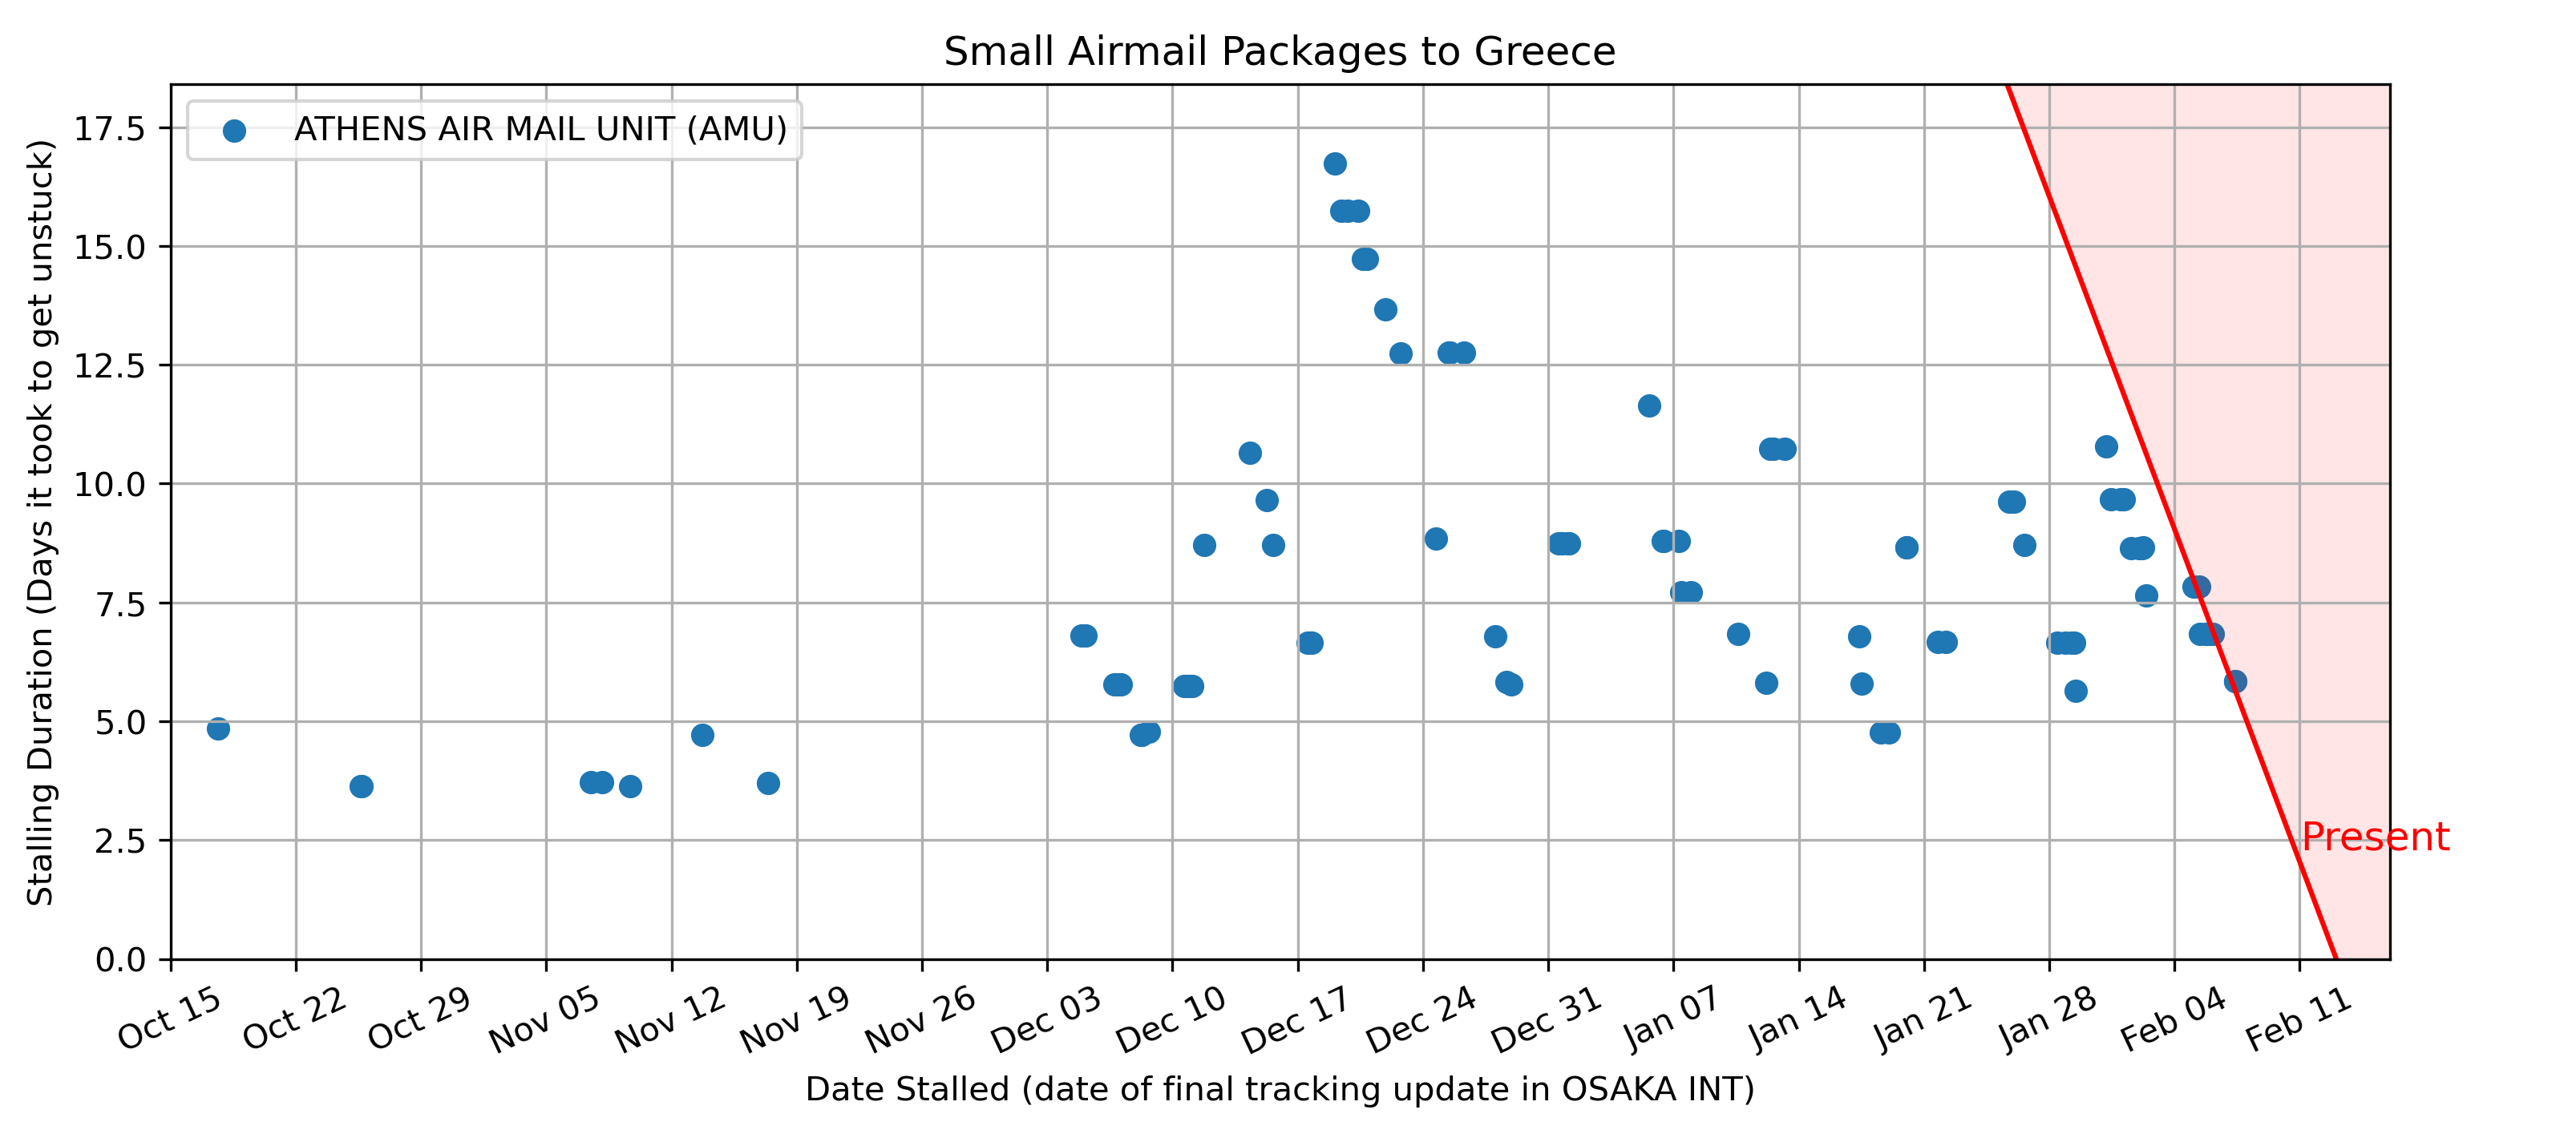 Small Airmail Packages to Greece
ATHENS AIR MAIL UNIT (AMU)
Stalling Duration (Days it took to get unstuck)
17.5
15.0
12.5
10.0
7.5
5.0
2.5
0.0
Present
Oct 15
Oct 22
Oct 29
Nov 05
Nov 12
Nov 19
Nov 26
Dec 03
Dec 10
Dec 17
Dec 24
Dec 31
Jan 07
Jan 14
Jan 21
Jan 28
Feb 04
Feb 11
Date Stalled (date of final tracking update in OSAKA INT)